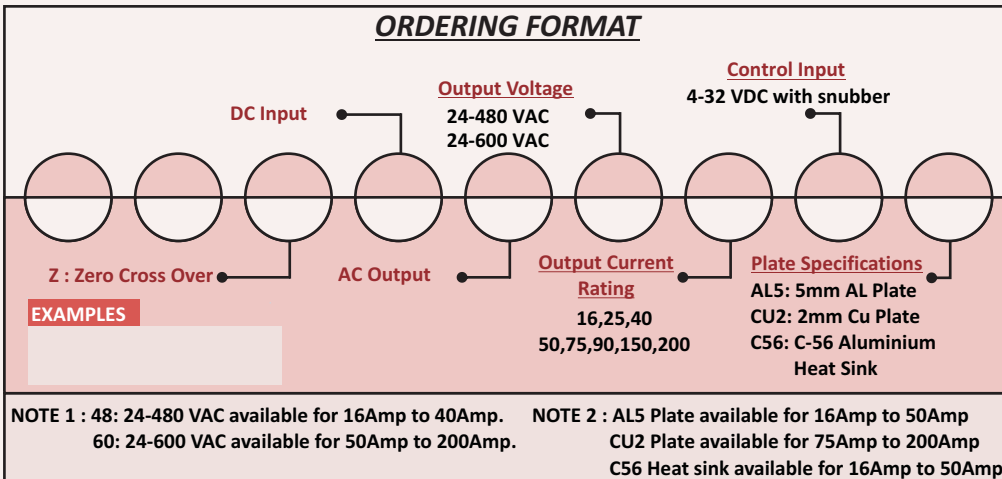 ORDERING FORMAT
DC Input
Output Voltage
24-480 VAC
24-600 VAC
Control Input
4-32 VDC with snubber
Z : Zero Cross Over
AC Output
Output Current
Rating
16,25,40
50,75,90,150,200
Plate Specifications
AL5: 5mm AL Plate
CU2: 2mm Cu Plate
C56: C-56 Aluminium
Heat Sink
EXAMPLES
NOTE 1 : 48: 24-480 VAC available for 16Amp to 40Amp.
60: 24-600 VAC available for 50Amp to 200Amp.
NOTE 2 : AL5 Plate available for 16Amp to 50Amp
CU2 Plate available for 75Amp to 200Amp
C56 Heat sink available for 16Amp to 50Amp